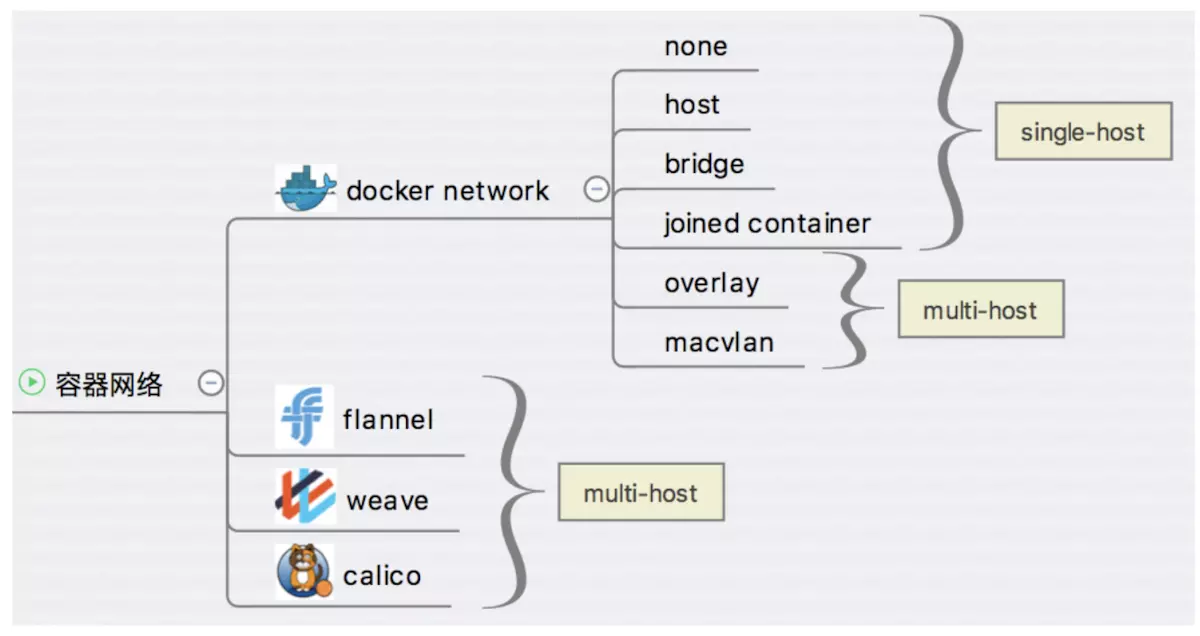 none
host
single-host
bridge
docker network
joined container
overlay
multi-host
macvlan
容器网络
flannel
weave
multi-host
calico